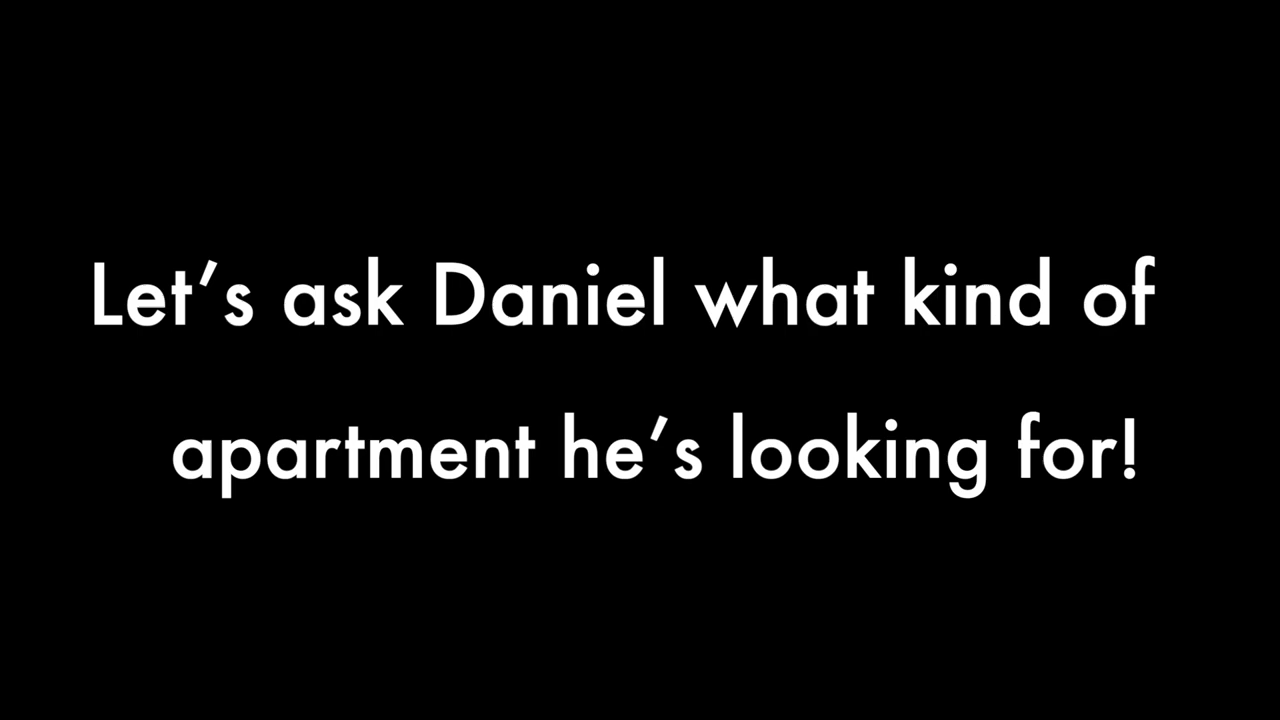 Let’s ask Daniel what kind of
apartment he’s looking for!